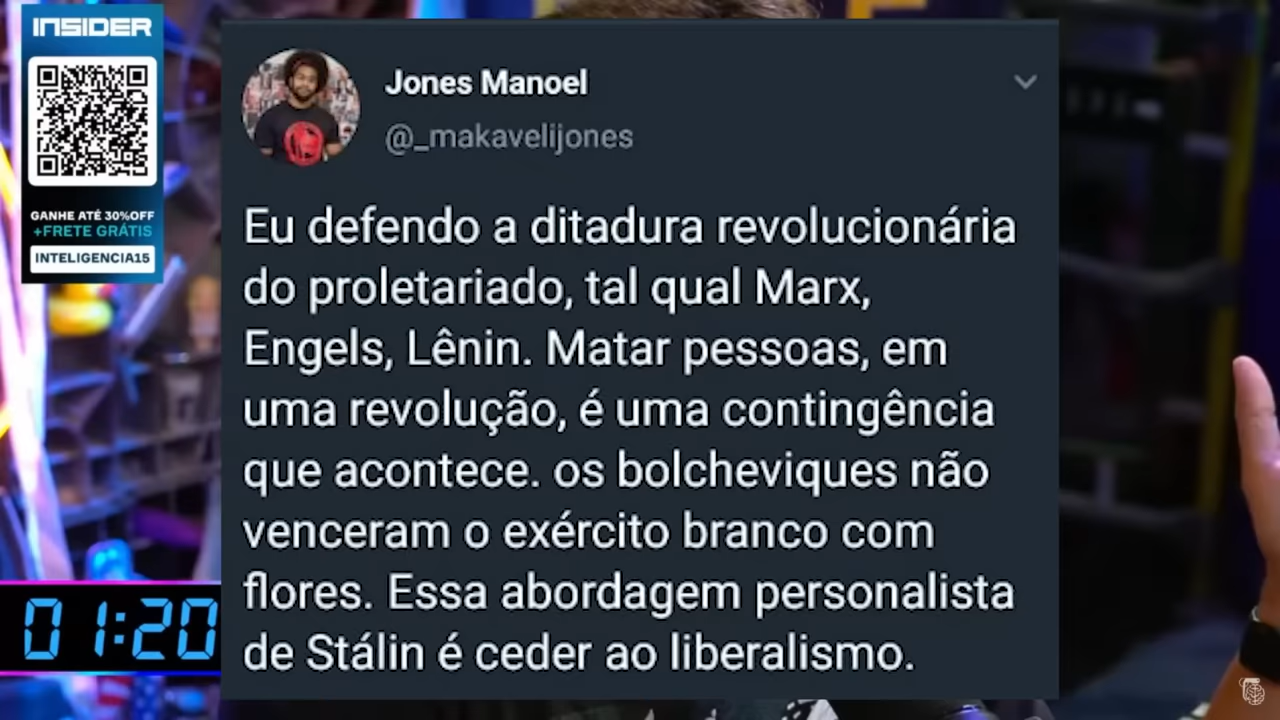 INSIDER
GANHE ATÉ 30%OFF
+FRETE GRÁTIS
INTELIGENCIA15
Jones Manoel
@_makavelijones
Eu defendo a ditadura revolucionária
do proletariado, tal qual Marx,
Engels, Lênin. Matar pessoas, em
uma revolução, é uma contingência
que acontece. os bolcheviques não
venceram o exército branco com
flores. Essa abordagem personalista
de Stálin é ceder ao liberalismo.
01:20